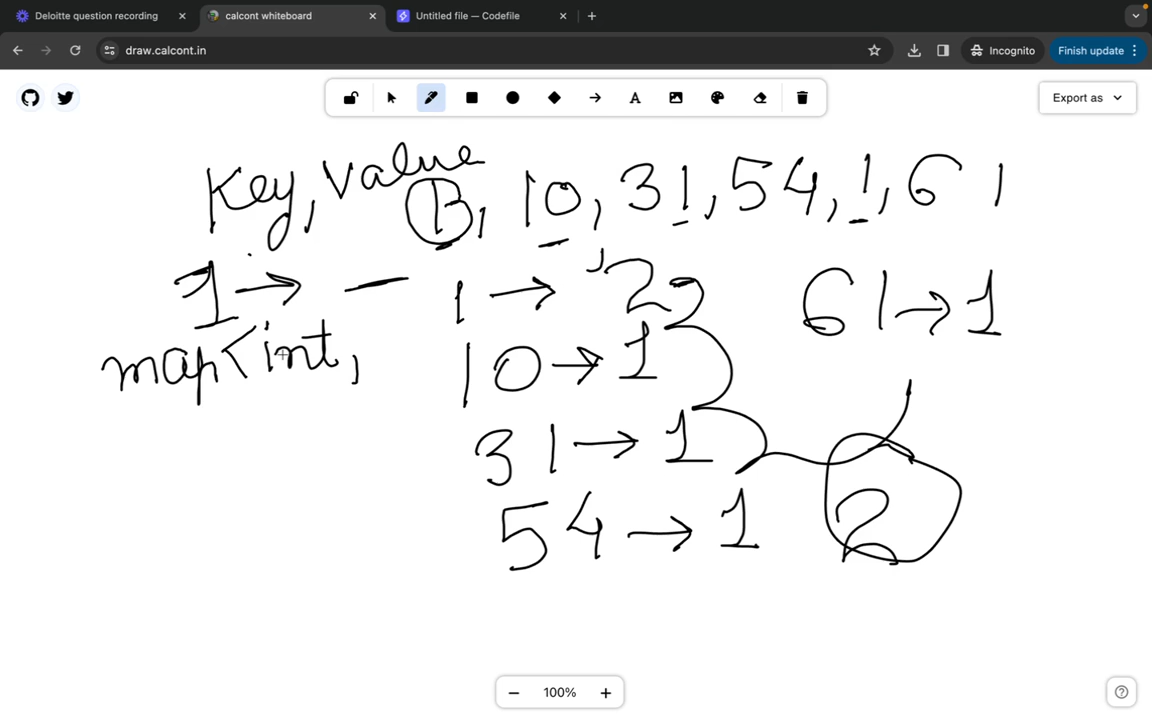 Deloitte question recording
calcont whiteboard
Untitled file — Codefile
draw.calcont.in
Incognito
Finish update
Export as
Key, value
1, 10, 31, 54, 1, 61
1 → —
1 → 2
61 → 1
map<int,
10 → 1
31 → 1
54 → 1
2
100%